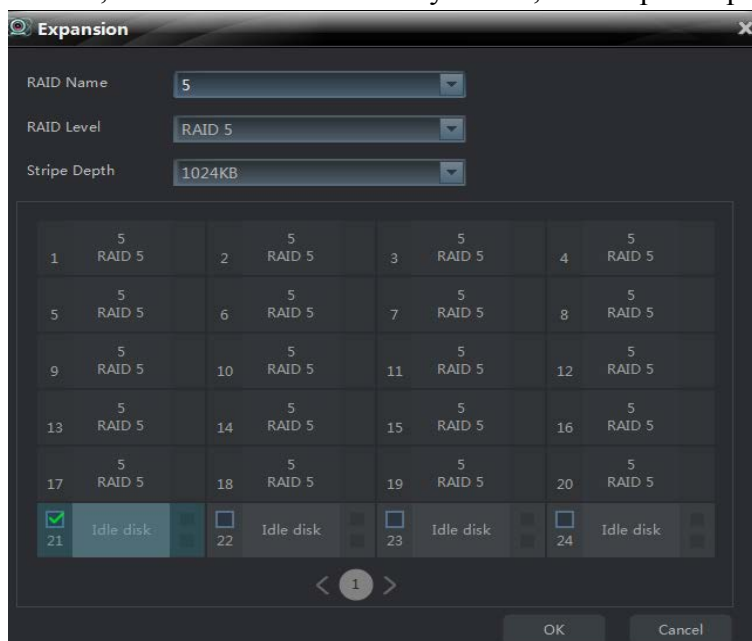 Expansion x
RAID Name 5
RAID Level RAID 5
Stripe Depth 1024KB
5 5 5 5
1 RAID 5 2 RAID 5 3 RAID 5 4 RAID 5
5 5 5 5
5 RAID 5 6 RAID 5 7 RAID 5 8 RAID 5
5 5 5 5
9 RAID 5 10 RAID 5 11 RAID 5 12 RAID 5
5 5 5 5
13 RAID 5 14 RAID 5 15 RAID 5 16 RAID 5
5 5 5 5
17 RAID 5 18 RAID 5 19 RAID 5 20 RAID 5
21 Idle disk 22 Idle disk 23 Idle disk 24 Idle disk
< 1 >
OK Cancel